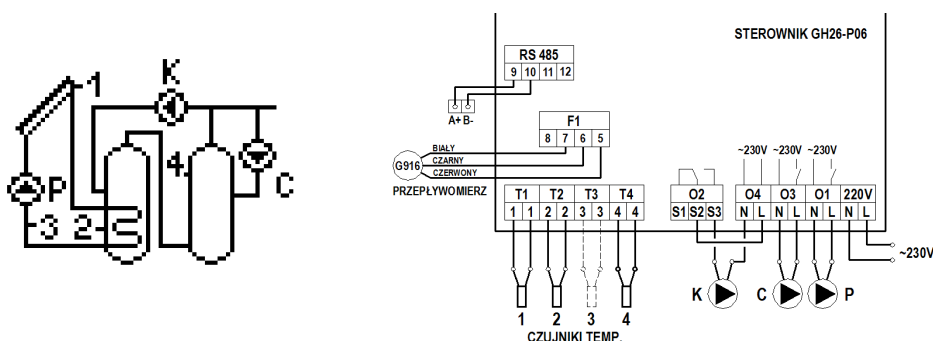 K
1
4
P
C
3
2
STEROWNIK GH26-P06
RS 485
9 10 11 12
A+ B-
F1
8 7 6 5
BIAŁY
CZARNY
CZERWONY
G916
PRZEPŁYWOMIERZ
~230V ~230V ~230V
T1 T2 T3 T4
1 1 2 2 3 3 4 4
O2
S1 S2 S3
O4 O3 O1 220V
N L N L N L N L
~230V
K C P
1 2 3 4
CZUJNIKI TEMP.